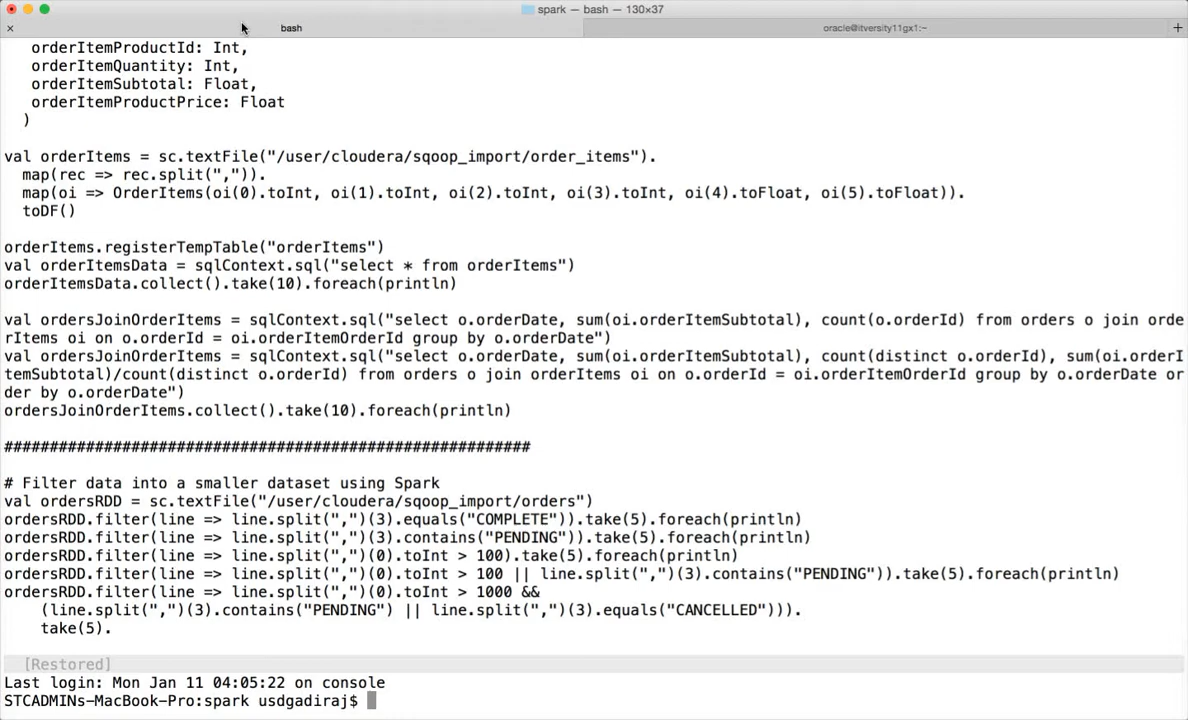 spark — bash — 130×37
× bash oracle@itversity11gx1:~ +
orderItemProductId: Int,
orderItemQuantity: Int,
orderItemSubtotal: Float,
orderItemProductPrice: Float
)
val orderItems = sc.textFile("/user/cloudera/sqoop_import/order_items").
map(rec => rec.split(",")).
map(oi => OrderItems(oi(0).toInt, oi(1).toInt, oi(2).toInt, oi(3).toInt, oi(4).toFloat, oi(5).toFloat)).
toDF()
orderItems.registerTempTable("orderItems")
val orderItemsData = sqlContext.sql("select * from orderItems")
orderItemsData.collect().take(10).foreach(println)
val ordersJoinOrderItems = sqlContext.sql("select o.orderDate, sum(oi.orderItemSubtotal), count(o.orderId) from orders o join orde
rItems oi on o.orderId = oi.orderItemOrderId group by o.orderDate")
val ordersJoinOrderItems = sqlContext.sql("select o.orderDate, sum(oi.orderItemSubtotal), count(distinct o.orderId), sum(oi.orderI
temSubtotal)/count(distinct o.orderId) from orders o join orderItems oi on o.orderId = oi.orderItemOrderId group by o.orderDate or
der by o.orderDate")
ordersJoinOrderItems.collect().take(10).foreach(println)
##########################################################
# Filter data into a smaller dataset using Spark
val ordersRDD = sc.textFile("/user/cloudera/sqoop_import/orders")
ordersRDD.filter(line => line.split(",")(3).equals("COMPLETE")).take(5).foreach(println)
ordersRDD.filter(line => line.split(",")(3).contains("PENDING")).take(5).foreach(println)
ordersRDD.filter(line => line.split(",")(0).toInt > 100).take(5).foreach(println)
ordersRDD.filter(line => line.split(",")(0).toInt > 100 || line.split(",")(3).contains("PENDING")).take(5).foreach(println)
ordersRDD.filter(line => line.split(",")(0).toInt > 1000 &&
(line.split(",")(3).contains("PENDING") || line.split(",")(3).equals("CANCELLED"))).
take(5).
[Restored]
Last login: Mon Jan 11 04:05:22 on console
STCADMINs-MacBook-Pro:spark usdgadiraj$